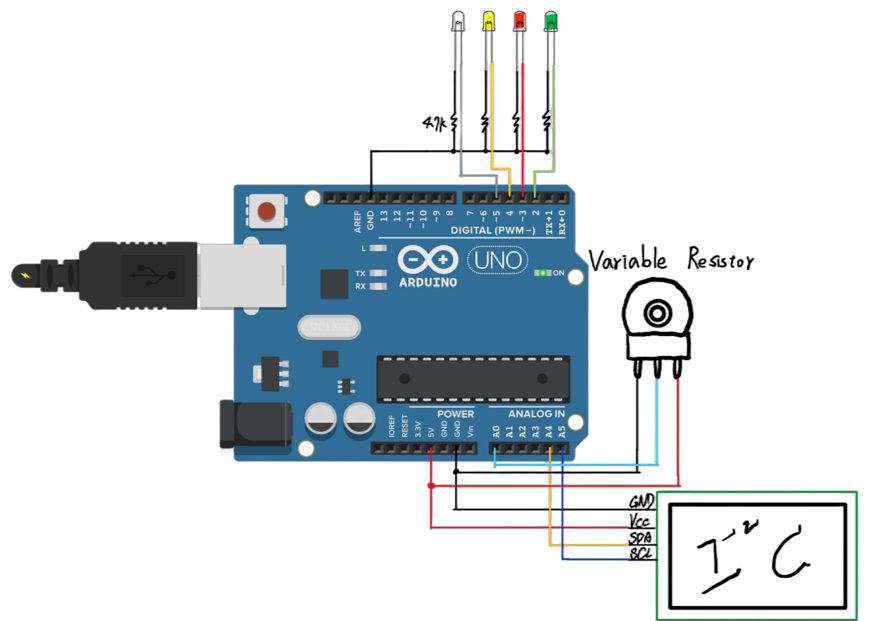 4.7k
AREF
GND
13
12
~11
~10
~9
8
7
~6
~5
4
~3
2
TX→1
RX←0
DIGITAL (PWM~)
L
TX
RX
ARDUINO
UNO
ON
Variable Resistor
POWER
ANALOG IN
IOREF
RESET
3.3V
5V
GND
GND
Vin
A0
A1
A2
A3
A4
A5
GND
Vcc
SDA
SCL
I²C